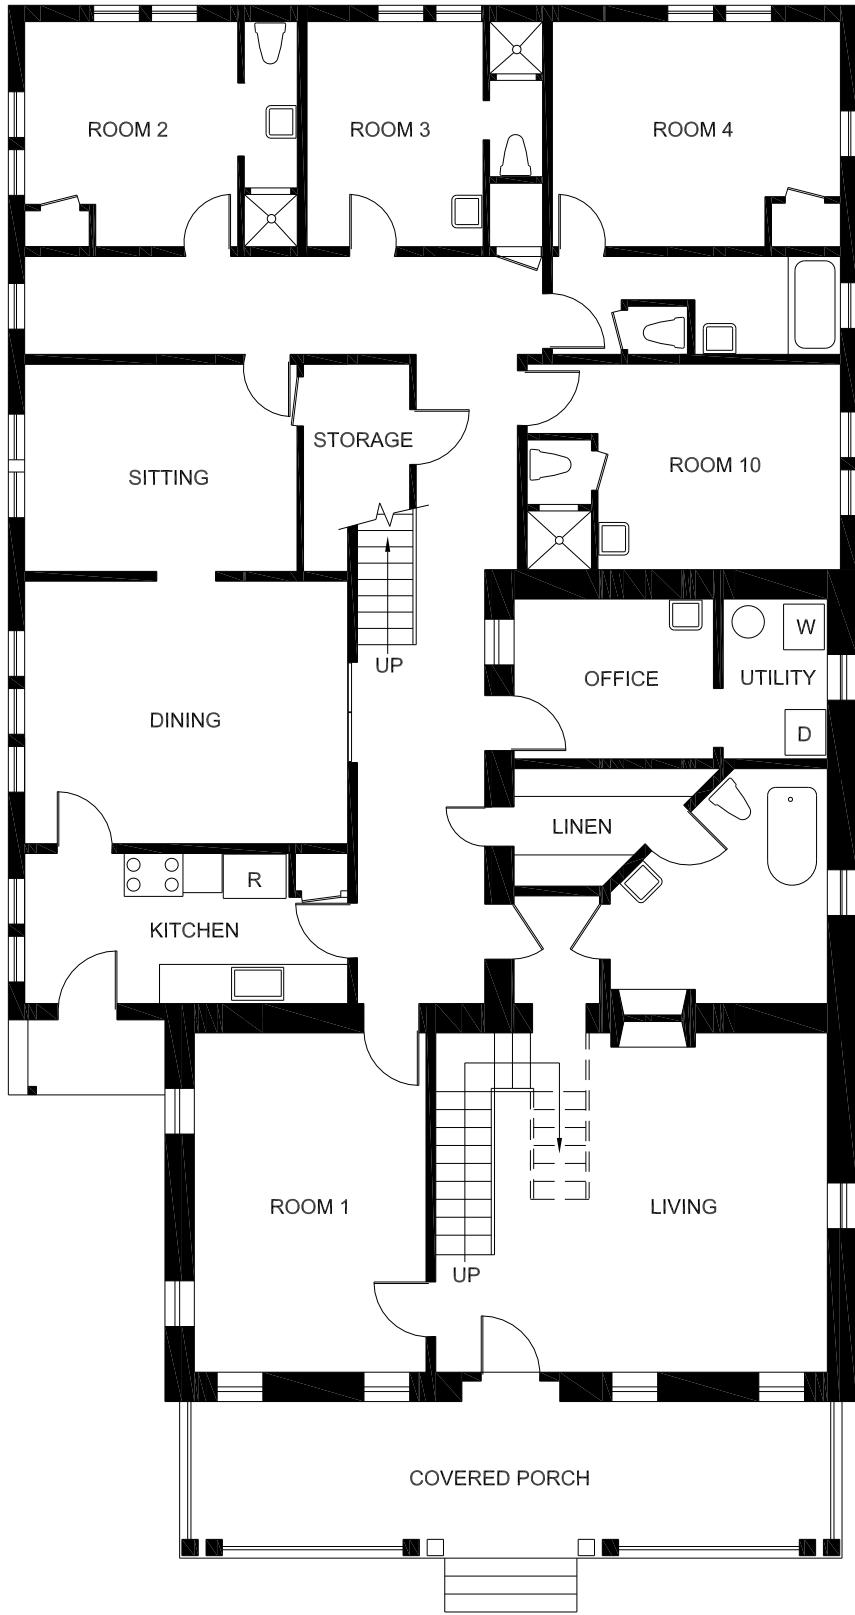 ROOM 2
ROOM 3
ROOM 4
STORAGE
ROOM 10
SITTING
W
UP
OFFICE
UTILITY
DINING
D
LINEN
R
KITCHEN
ROOM 1
LIVING
UP
COVERED PORCH